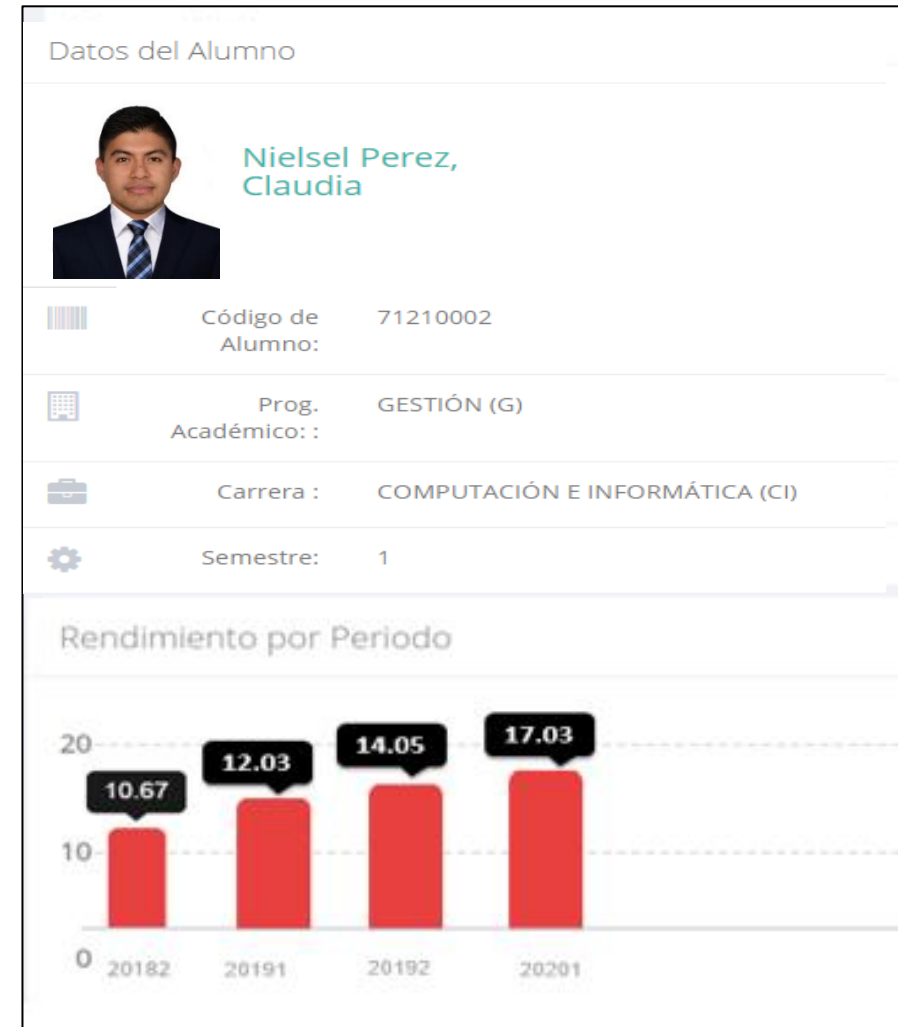 Datos del Alumno
Nielsel Perez,
Claudia
Código de 71210002
Alumno:
Prog. GESTIÓN (G)
Académico: :
Carrera : COMPUTACIÓN E INFORMÁTICA (CI)
Semestre: 1
Rendimiento por Periodo
20
10.67 12.03 14.05 17.03
10
0
20182 20191 20192 20201